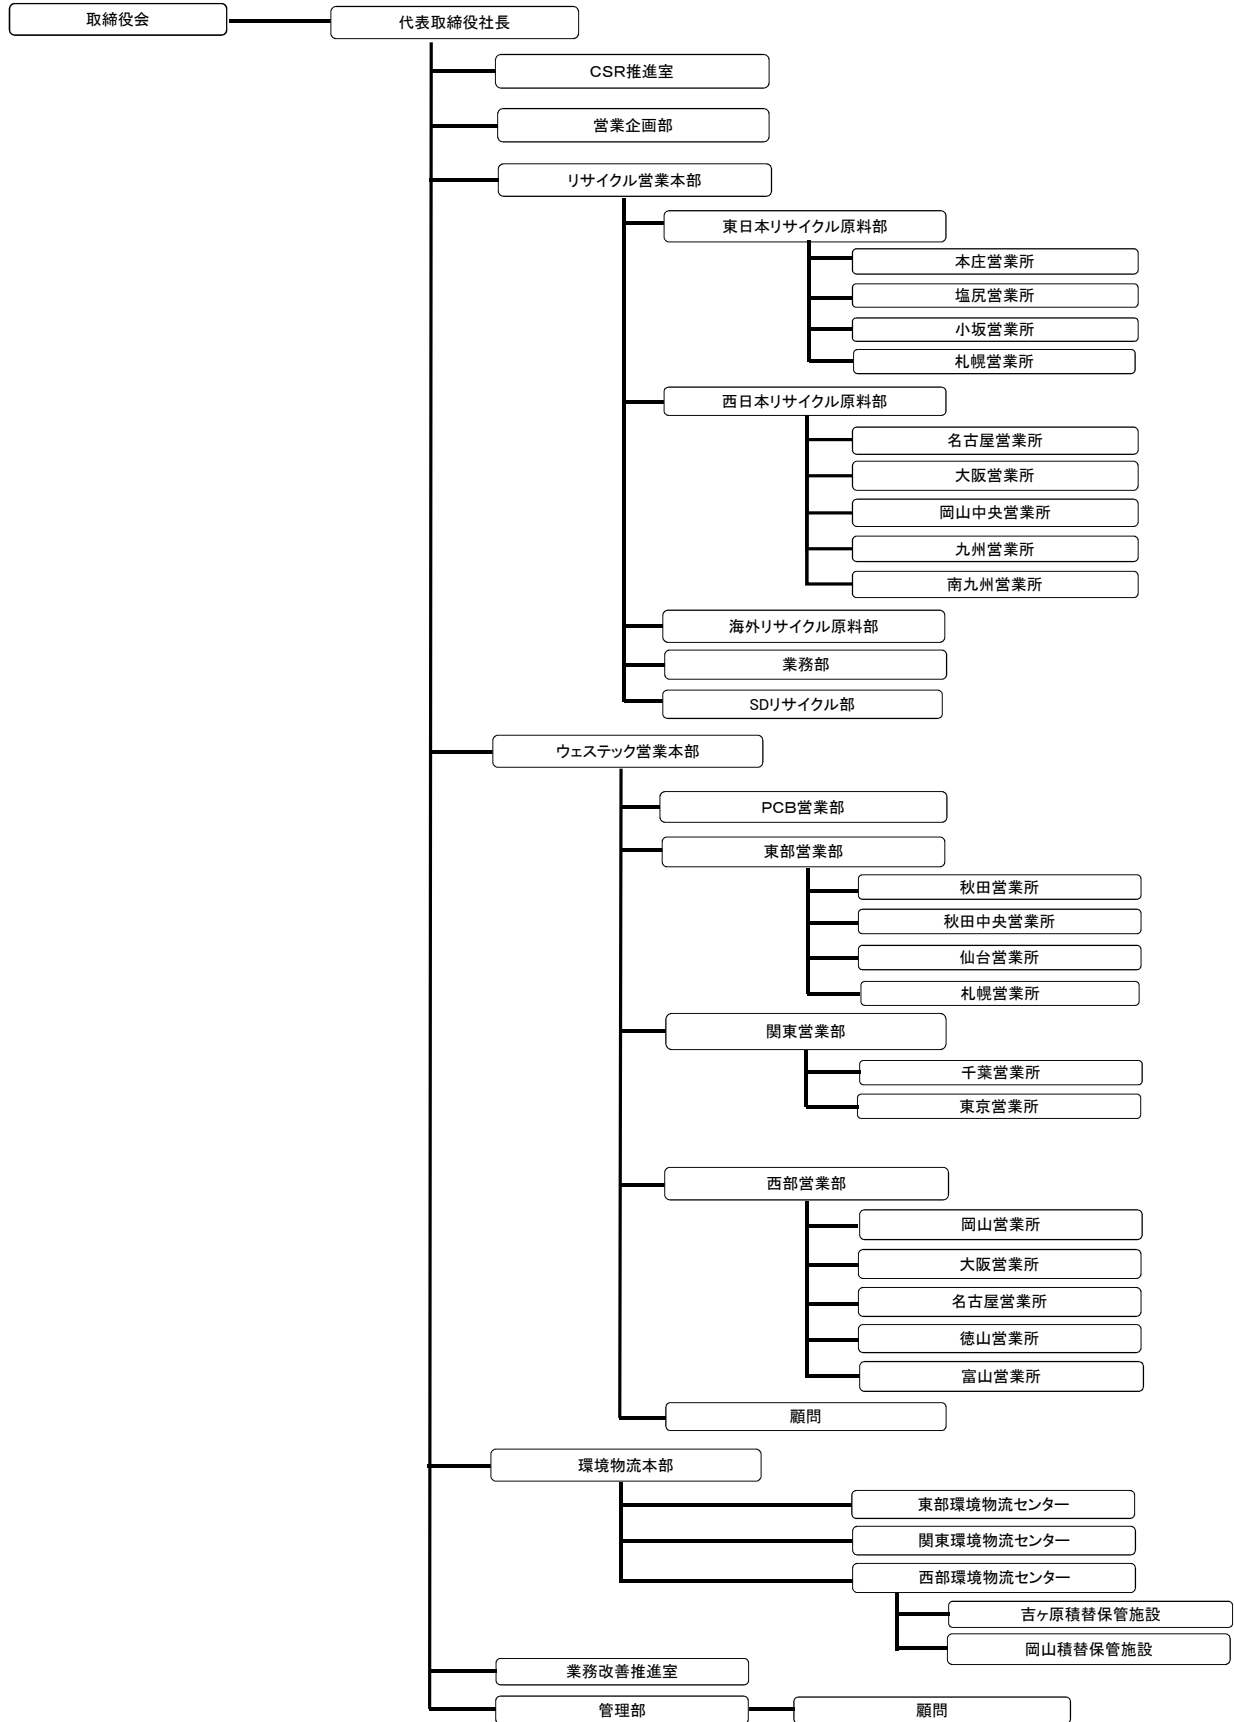 取締役会
代表取締役社長
CSR推進室
営業企画部
リサイクル営業本部
東日本リサイクル原料部
本庄営業所
塩尻営業所
小坂営業所
札幌営業所
西日本リサイクル原料部
名古屋営業所
大阪営業所
岡山中央営業所
九州営業所
南九州営業所
海外リサイクル原料部
業務部
SDリサイクル部
ウェステック営業本部
PCB営業部
東部営業部
秋田営業所
秋田中央営業所
仙台営業所
札幌営業所
関東営業部
千葉営業所
東京営業所
西部営業部
岡山営業所
大阪営業所
名古屋営業所
徳山営業所
富山営業所
顧問
環境物流本部
東部環境物流センター
関東環境物流センター
西部環境物流センター
吉ヶ原積替保管施設
岡山積替保管施設
業務改善推進室
管理部
顧問